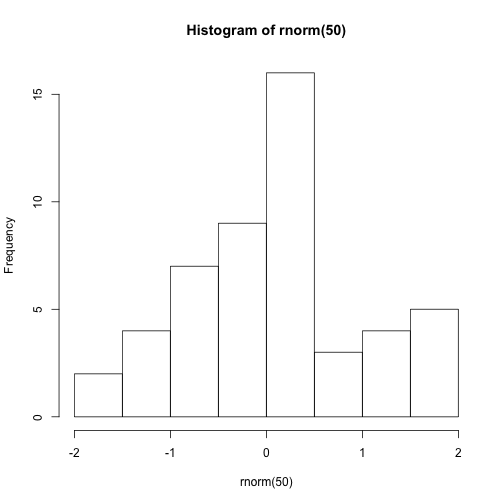 Histogram of rnorm(50)
Frequency
15
10
5
0
-2 -1 0 1 2
rnorm(50)